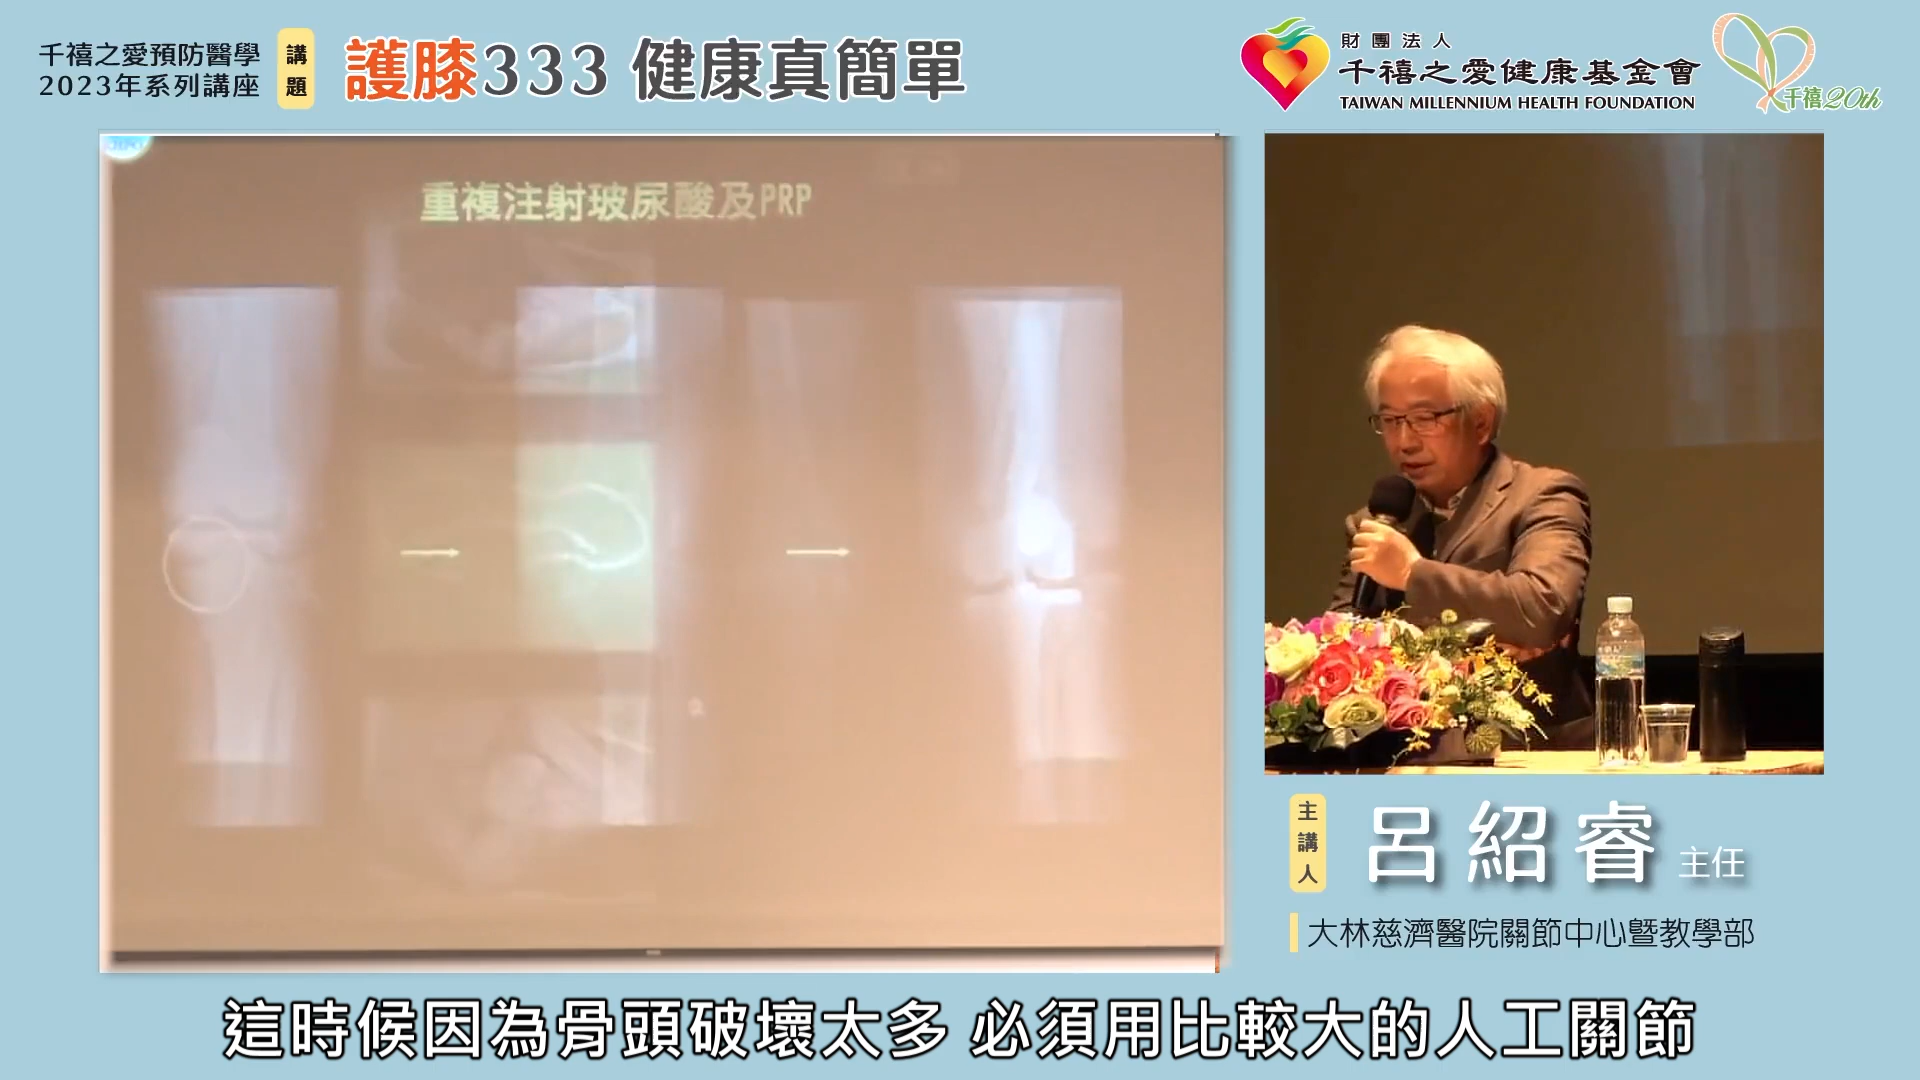 千禧之愛預防醫學
2023年系列講座
講題
護膝333 健康真簡單
財團法人
千禧之愛健康基金會
TAIWAN MILLENNIUM HEALTH FOUNDATION
千禧20th
重複注射玻尿酸及PRP
主講人
呂紹睿 主任
大林慈濟醫院關節中心暨教學部
這時候因為骨頭破壞太多 必須用比較大的人工關節